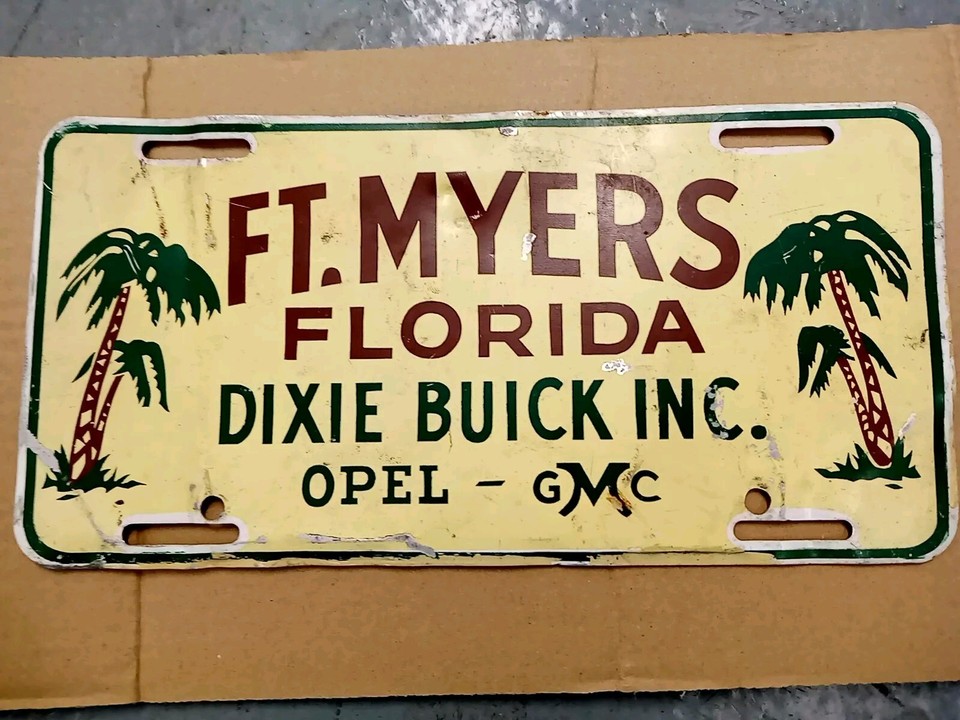 FT. MYERS
FLORIDA
DIXIE BUICK INC.
OPEL - GMC